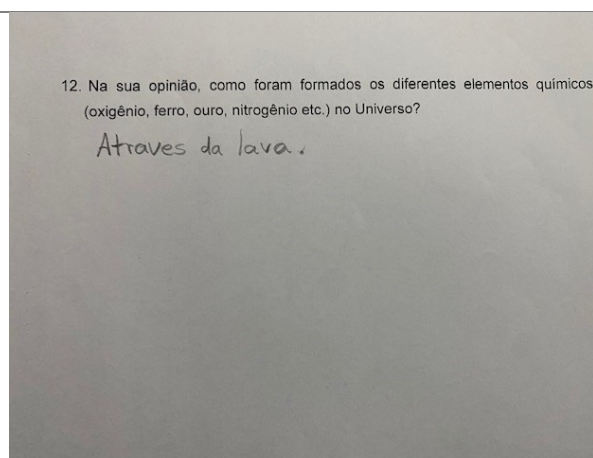 12. Na sua opinião, como foram formados os diferentes elementos químicos
(oxigênio, ferro, ouro, nitrogênio etc.) no Universo?
Atraves da lava.